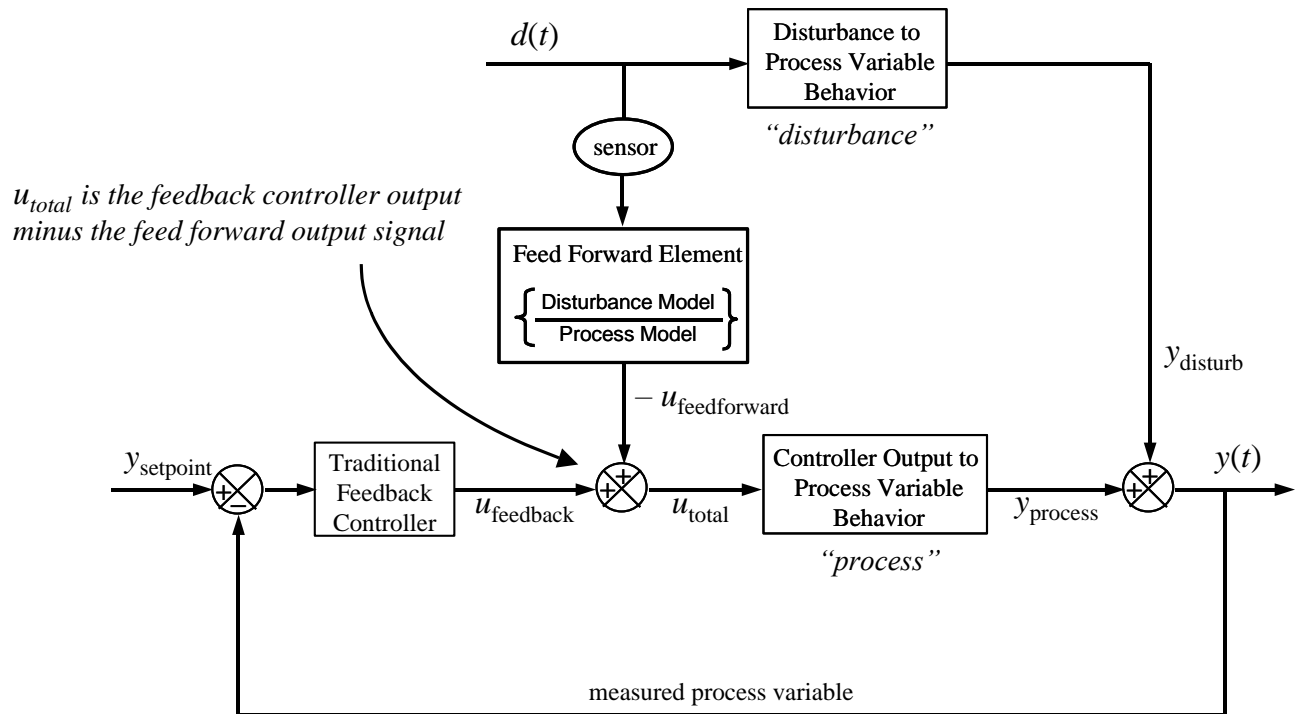 d(t)
Disturbance to
Process Variable
Behavior
“disturbance”
sensor
u_total is the feedback controller output
minus the feed forward output signal
Feed Forward Element
{ Disturbance Model
Process Model }
y_disturb
– u_feedforward
y_setpoint
+
–
Traditional
Feedback
Controller
u_feedback
+
+
u_total
Controller Output to
Process Variable
Behavior
“process”
y_process
+
+
y(t)
measured process variable